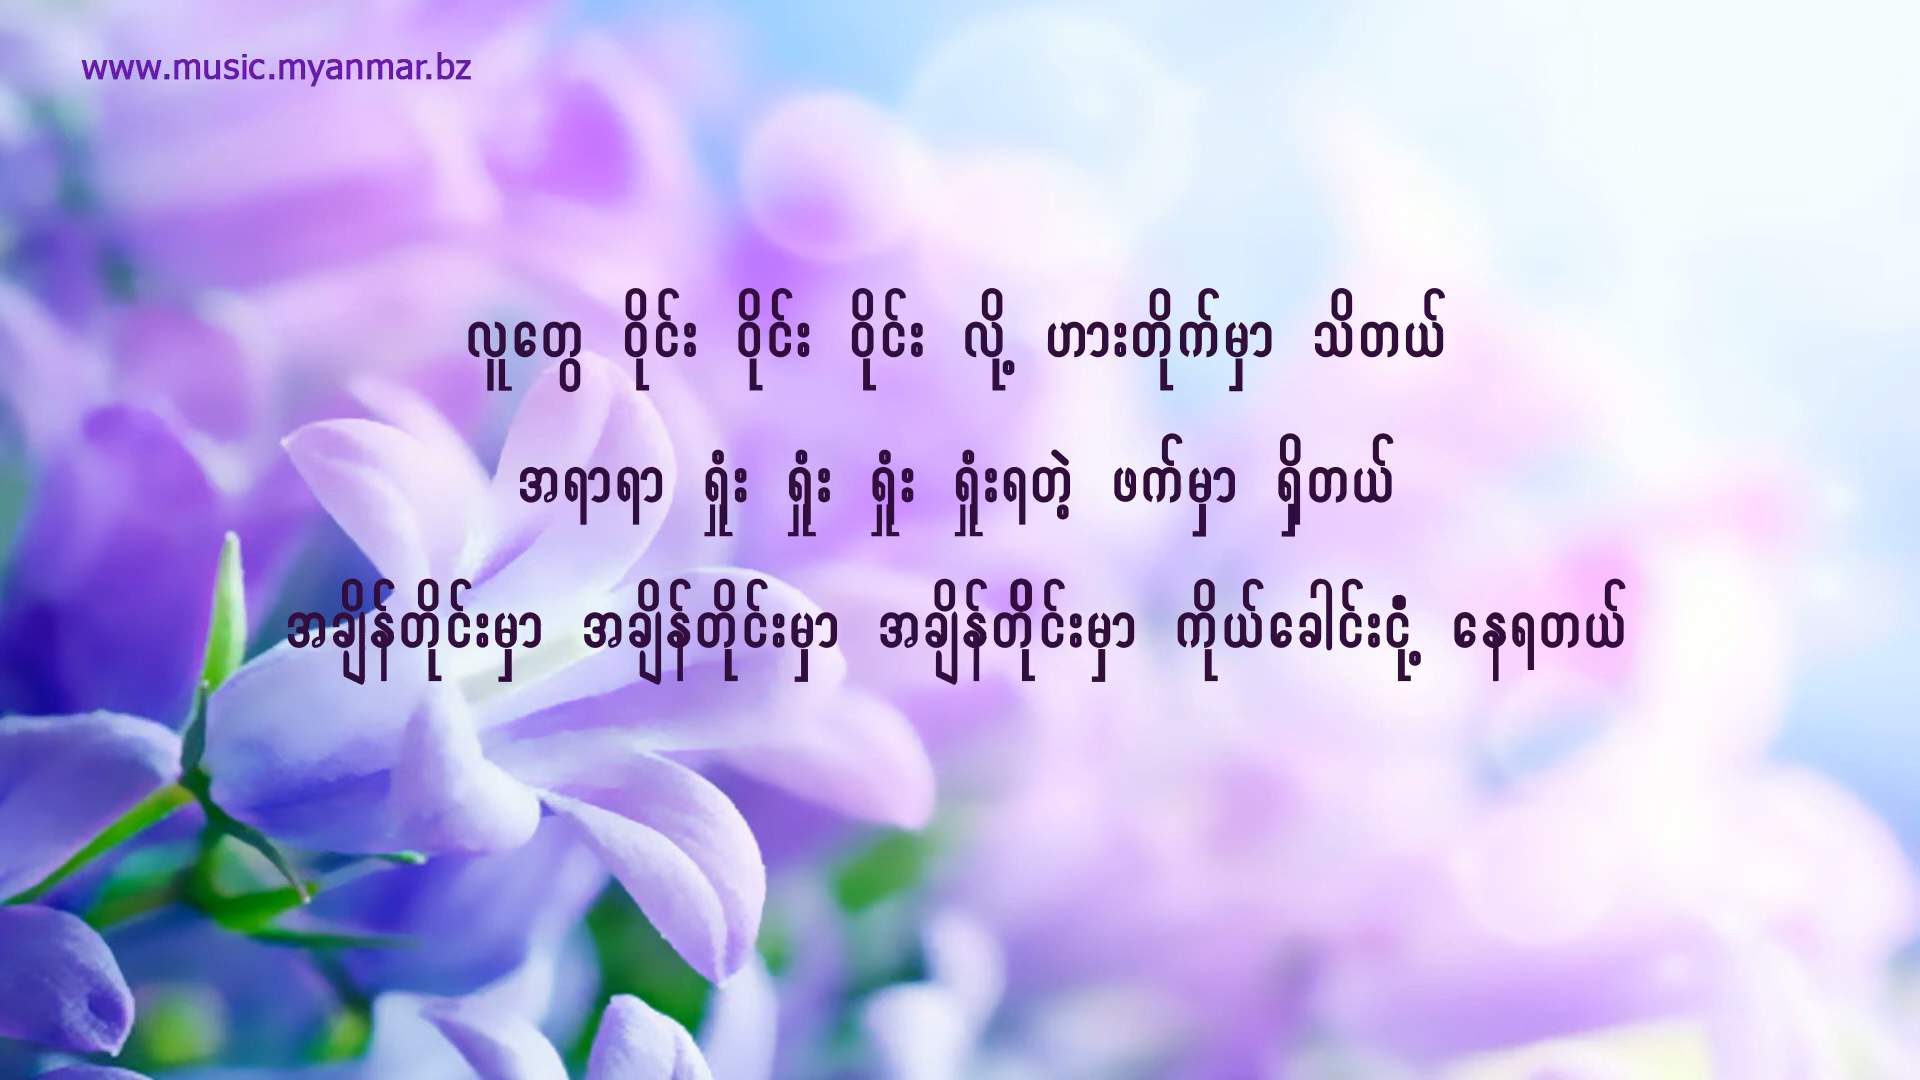 www.music.myanmar.bz
လူတွေ ဝိုင်း ဝိုင်း ဝိုင်း လို့ ဟားတိုက်မှာ သိတယ်
အရာရာ ရှုံး ရှုံး ရှုံး ရှုံးရတဲ့ ဖက်မှာ ရှိတယ်
အချိန်တိုင်းမှာ အချိန်တိုင်းမှာ အချိန်တိုင်းမှာ ကိုယ်ခေါင်းငုံ့ နေရတယ်